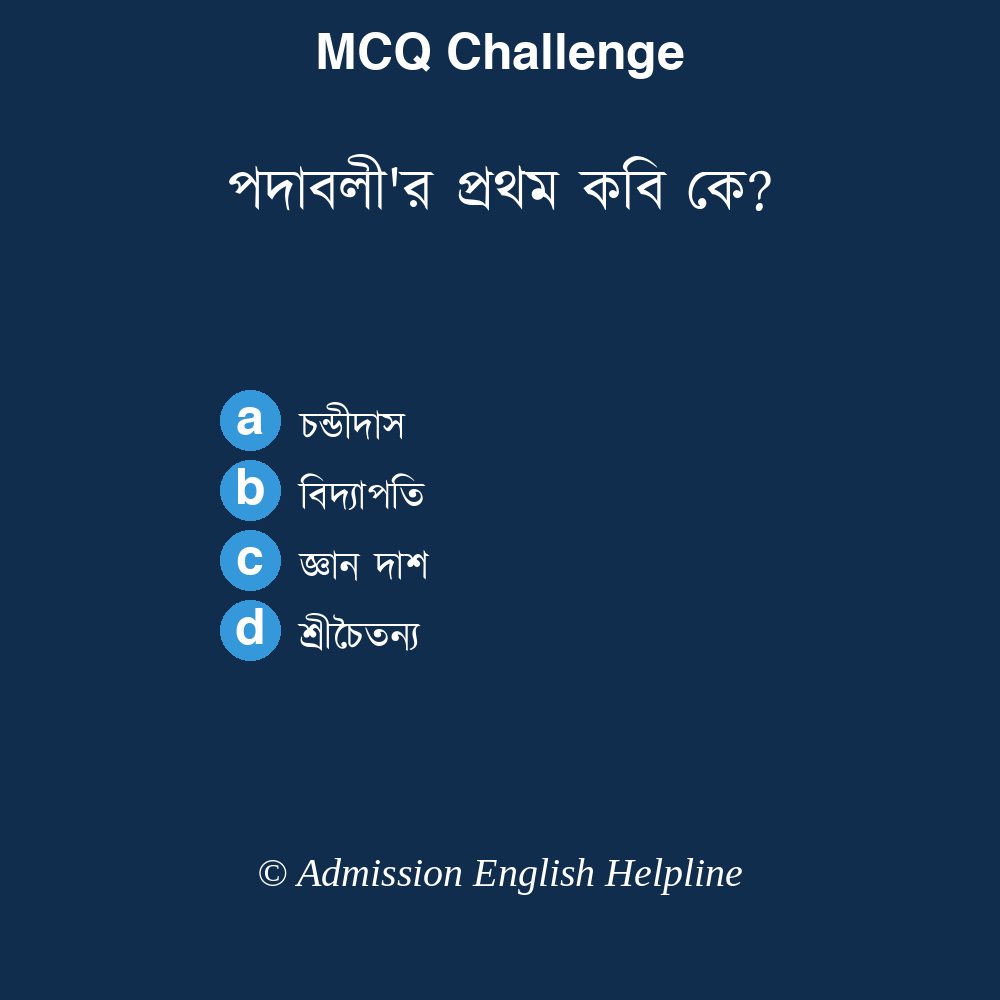 MCQ Challenge
পদাবলী'র প্রথম কবি কে?
a চন্ডীদাস
b বিদ্যাপতি
c জ্ঞান দাশ
d শ্রীচৈতন্য
© Admission English Helpline